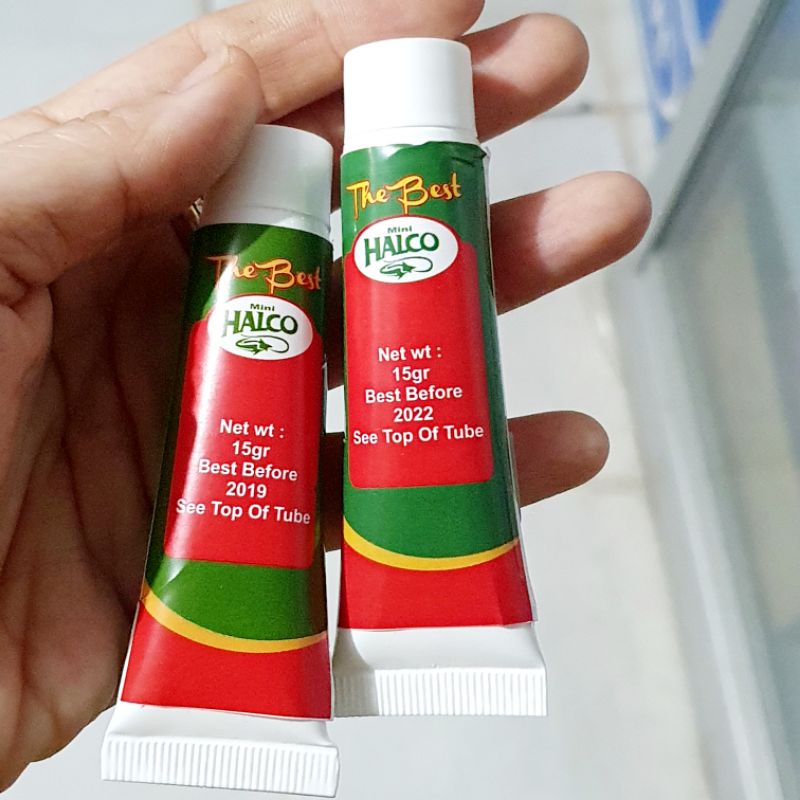 The Best
Mini
HALCO
Net wt :
15gr
Best Before
2019
See Top Of Tube
The Best
Mini
HALCO
Net wt :
15gr
Best Before
2022
See Top Of Tube